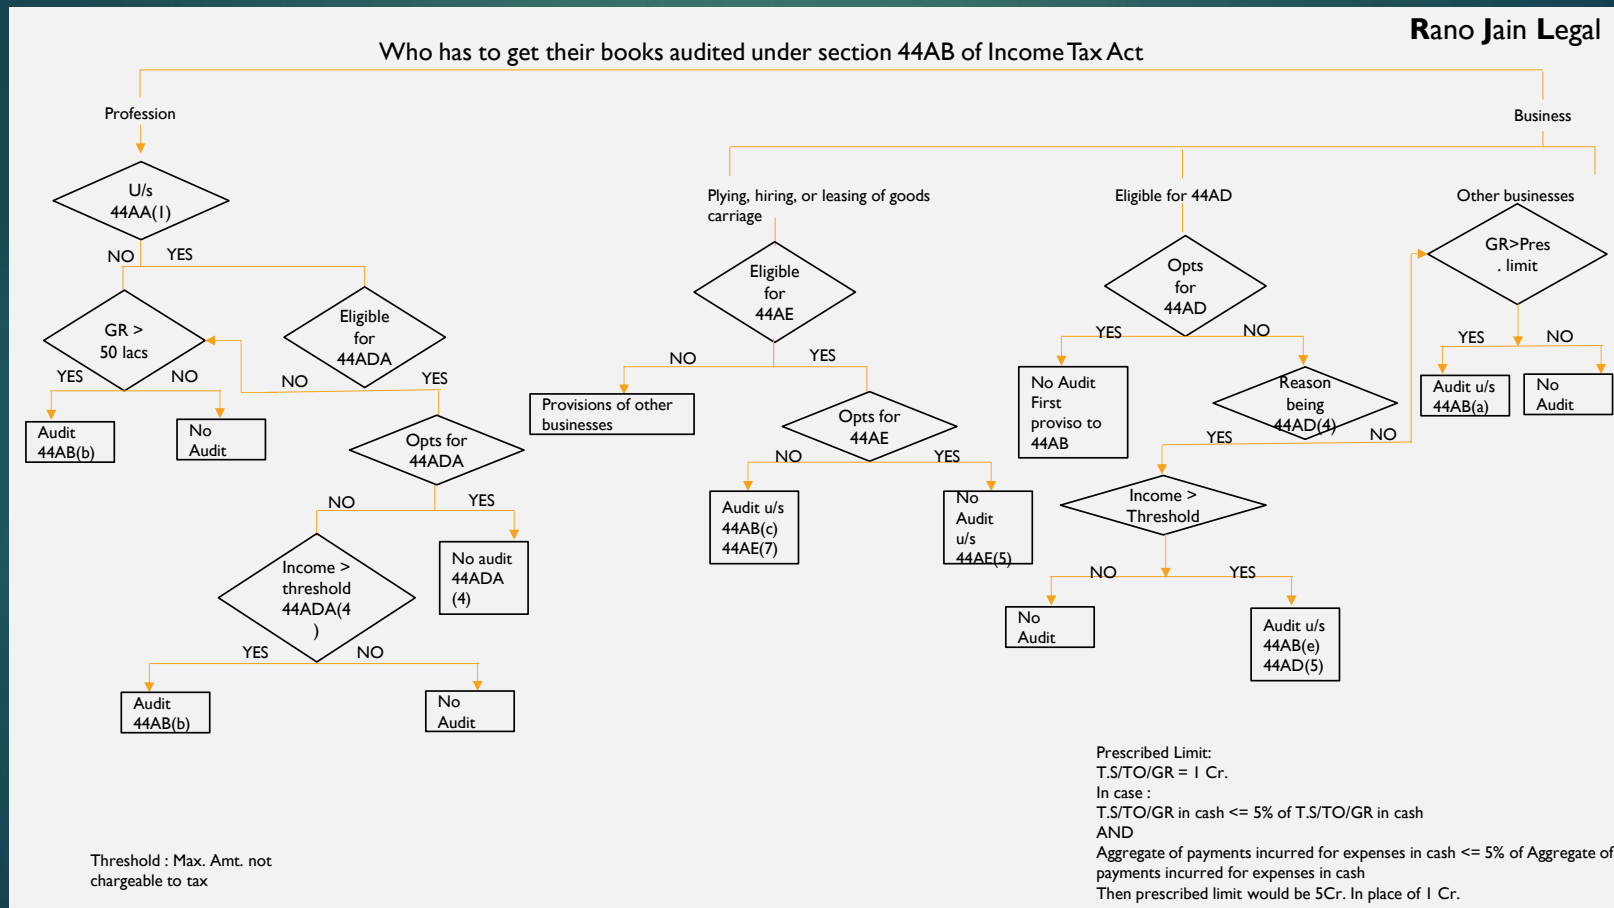 Rano Jain Legal
Who has to get their books audited under section 44AB of Income Tax Act
Profession
Business
U/s
44AA(1)
NO
YES
GR >
50 lacs
Eligible
for
44ADA
YES
NO
NO
YES
Audit
44AB(b)
No
Audit
Opts for
44ADA
NO
YES
Income >
threshold
44ADA(4
)
No audit
44ADA
(4)
YES
NO
Audit
44AB(b)
No
Audit
Plying, hiring, or leasing of goods
carriage
Eligible
for
44AE
NO
YES
Provisions of other
businesses
Opts for
44AE
NO
YES
Audit u/s
44AB(c)
44AE(7)
No
Audit
u/s
44AE(5)
Eligible for 44AD
Opts
for
44AD
YES
NO
No Audit
First
proviso to
44AB
Reason
being
44AD(4)
YES
NO
Income >
Threshold
NO
YES
No
Audit
Audit u/s
44AB(e)
44AD(5)
Other businesses
GR>Pres
. limit
YES
NO
Audit u/s
44AB(a)
No
Audit
Prescribed Limit:
T.S/TO/GR = 1 Cr.
In case :
T.S/TO/GR in cash <= 5% of T.S/TO/GR in cash
AND
Aggregate of payments incurred for expenses in cash <= 5% of Aggregate of
payments incurred for expenses in cash
Then prescribed limit would be 5Cr. In place of 1 Cr.
Threshold : Max. Amt. not
chargeable to tax